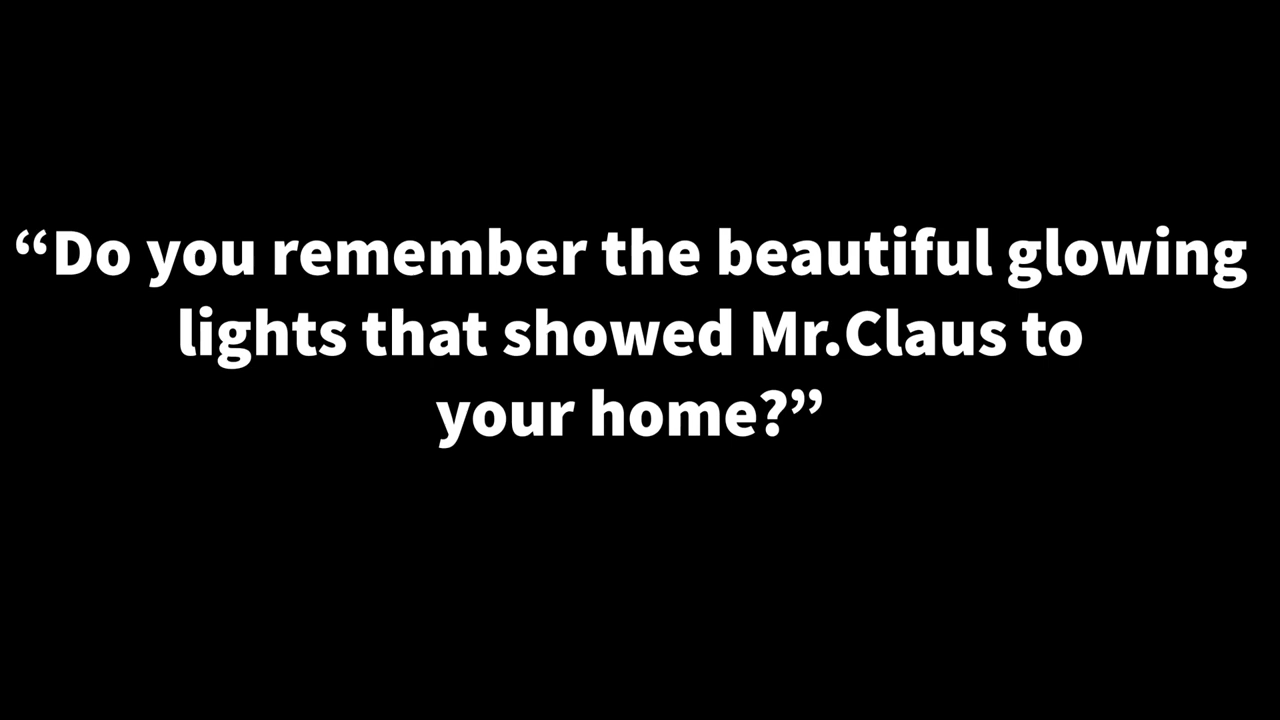 “Do you remember the beautiful glowing
lights that showed Mr.Claus to
your home?”